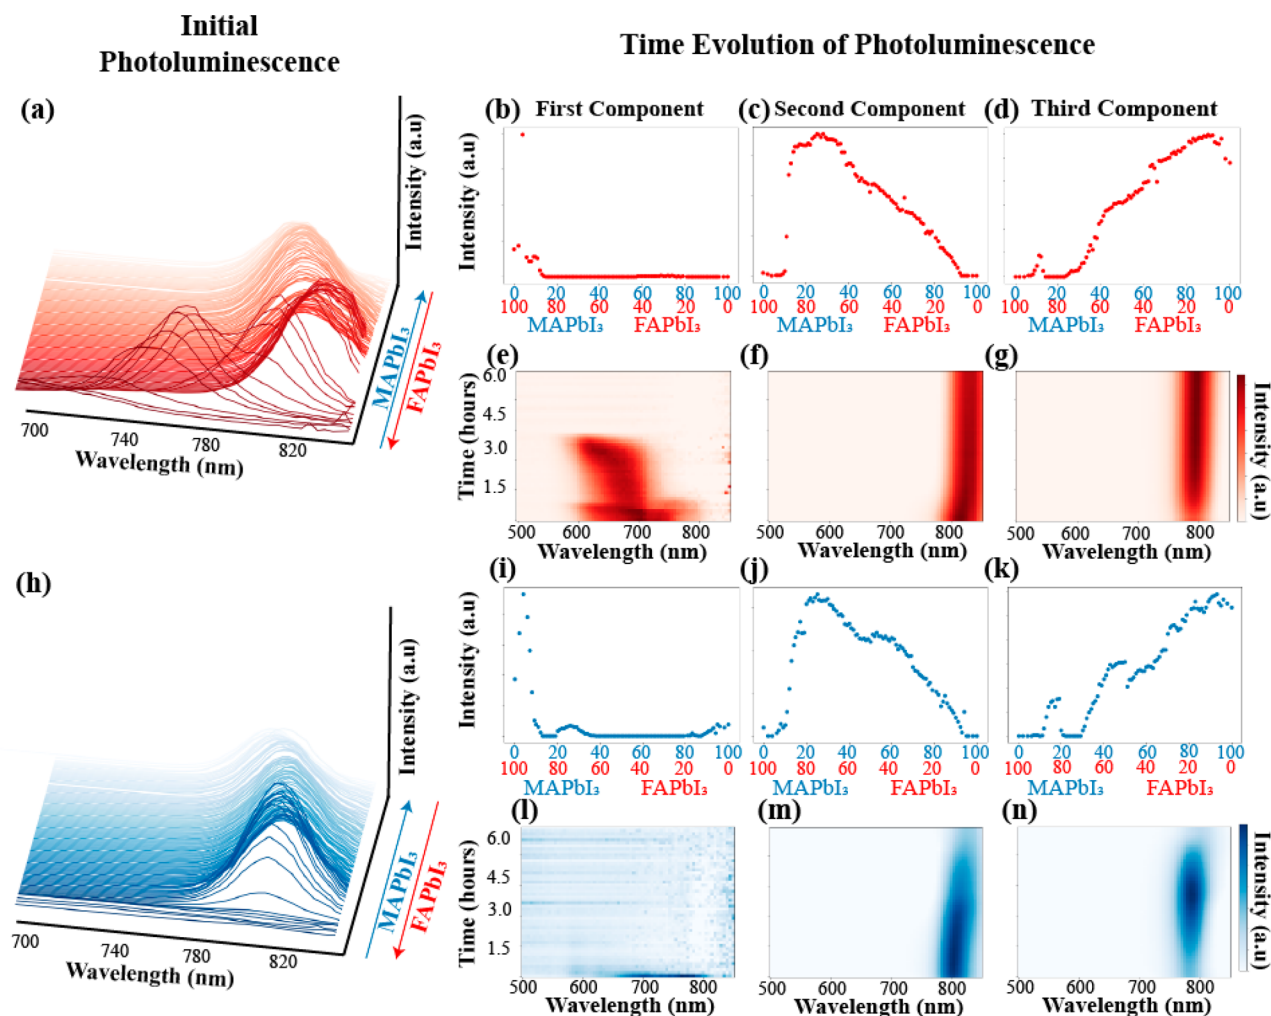 Initial
Photoluminescence
Time Evolution of Photoluminescence
(a)
Intensity (a.u)
MAPbI₃
FAPbI₃
700
740
780
820
Wavelength (nm)
(b) First Component
(c) Second Component
(d) Third Component
Intensity (a.u)
0 20 40 60 80 100
100 80 60 40 20 0
MAPbI₃ FAPbI₃
0 20 40 60 80 100
100 80 60 40 20 0
MAPbI₃ FAPbI₃
0 20 40 60 80 100
100 80 60 40 20 0
MAPbI₃ FAPbI₃
(e)
(f)
(g)
Time (hours)
6.0
4.5
3.0
1.5
500 600 700 800
Wavelength (nm)
500 600 700 800
Wavelength (nm)
500 600 700 800
Wavelength (nm)
Intensity (a.u)
(h)
Intensity (a.u)
MAPbI₃
FAPbI₃
700
740
780
820
Wavelength (nm)
(i)
(j)
(k)
Intensity (a.u)
0 20 40 60 80 100
100 80 60 40 20 0
MAPbI₃ FAPbI₃
0 20 40 60 80 100
100 80 60 40 20 0
MAPbI₃ FAPbI₃
0 20 40 60 80 100
100 80 60 40 20 0
MAPbI₃ FAPbI₃
(l)
(m)
(n)
Time (hours)
6.0
4.5
3.0
1.5
500 600 700 800
Wavelength (nm)
500 600 700 800
Wavelength (nm)
500 600 700 800
Wavelength (nm)
Intensity (a.u)